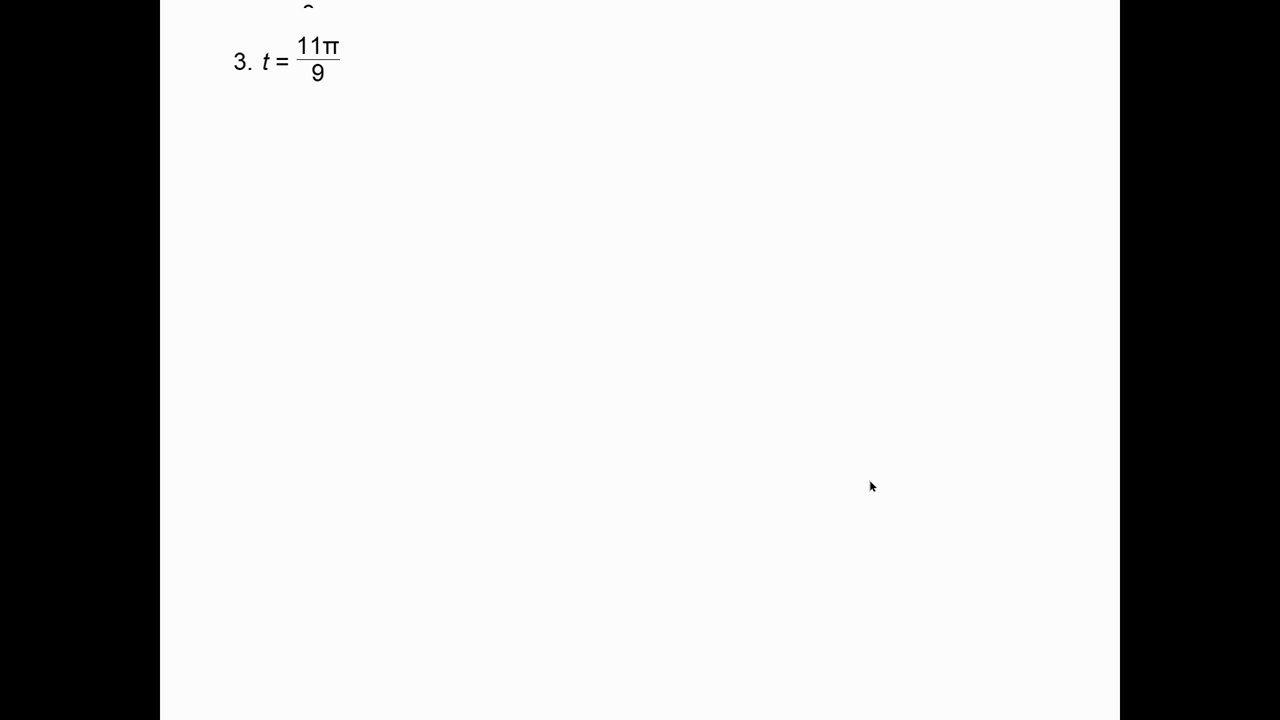 3. t = 11π/9